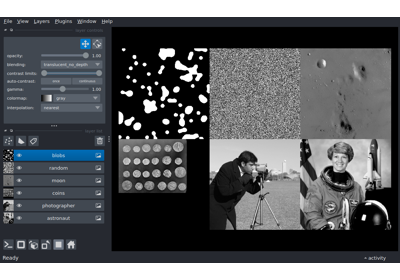 File View Layers Plugins Window Help
opacity: 1.00
blending: translucent_no_depth
contrast limits:
auto-contrast: once continuous
gamma: 1.00
colormap: gray
interpolation: nearest
blobs
random
moon
coins
photographer
astronaut
Ready activity